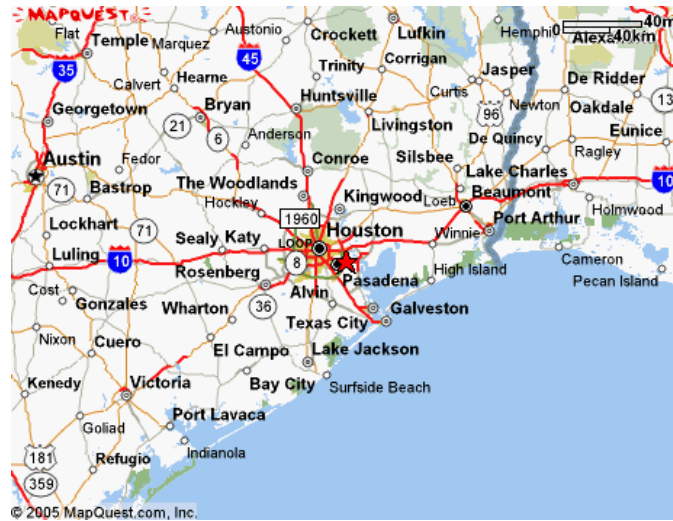 MAPQUEST
Flat
Temple
Marquez
Austonio
Crockett
Lufkin
Hemphill
0 40m
Alexa
40km
35
45
Calvert
Hearne
Trinity
Corrigan
Jasper
De Ridder
Georgetown
21
Bryan
6
Huntsville
Curtis
96
Newton
Oakdale
13
Anderson
Livingston
De Quincy
Eunice
Austin
Fedor
Conroe
Silsbee
Ragley
71
Bastrop
The Woodlands
Kingwood
Loeb
Lake Charles
Beaumont
10
Hockley
1960
Holmwood
Lockhart
71
Houston
Port Arthur
Luling
10
Sealy
Katy
LOOP
Winnie
Cameron
Rosenberg
8
High Island
Pecan Island
Cost
Gonzales
Alvin
Pasadena
Wharton
36
Texas City
Galveston
Nixon
Cuero
El Campo
Lake Jackson
Kenedy
Victoria
Bay City
Surfside Beach
Goliad
Port Lavaca
181
Indianola
Refugio
359
© 2005 MapQuest.com, Inc.